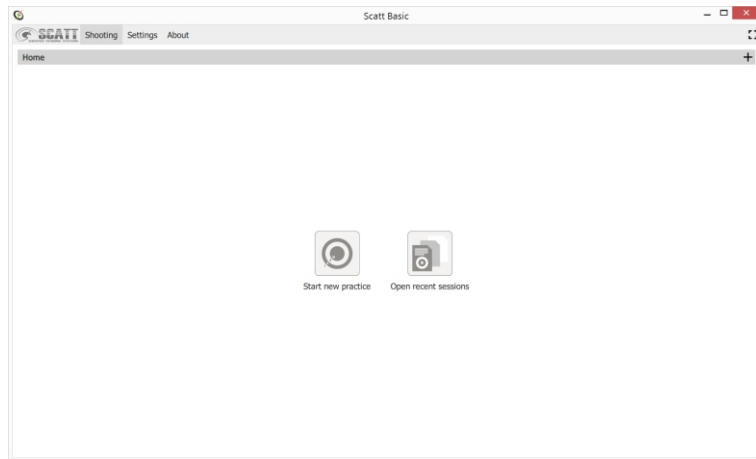 Scatt Basic
SCATT Shooting Settings About
Home
Start new practice Open recent sessions